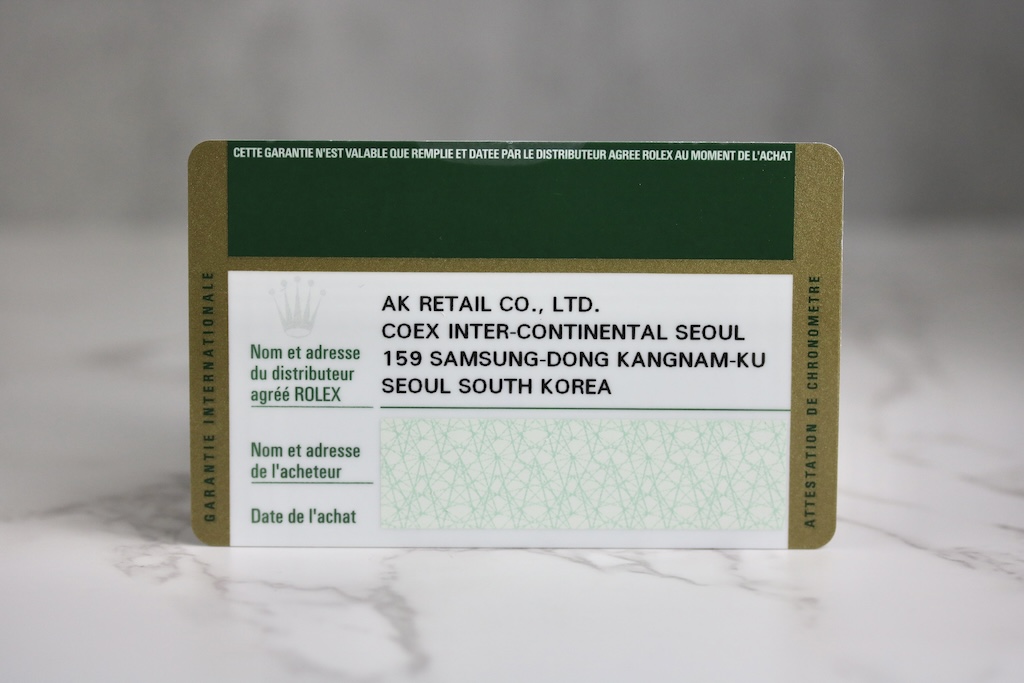 CETTE GARANTIE N'EST VALABLE QUE REMPLIE ET DATEE PAR LE DISTRIBUTEUR AGREE ROLEX AU MOMENT DE L'ACHAT
GARANTIE INTERNATIONALE
Nom et adresse
du distributeur
agréé ROLEX
AK RETAIL CO., LTD.
COEX INTER-CONTINENTAL SEOUL
159 SAMSUNG-DONG KANGNAM-KU
SEOUL SOUTH KOREA
Nom et adresse
de l'acheteur
Date de l'achat
ATTESTATION DE CHRONOMETRE